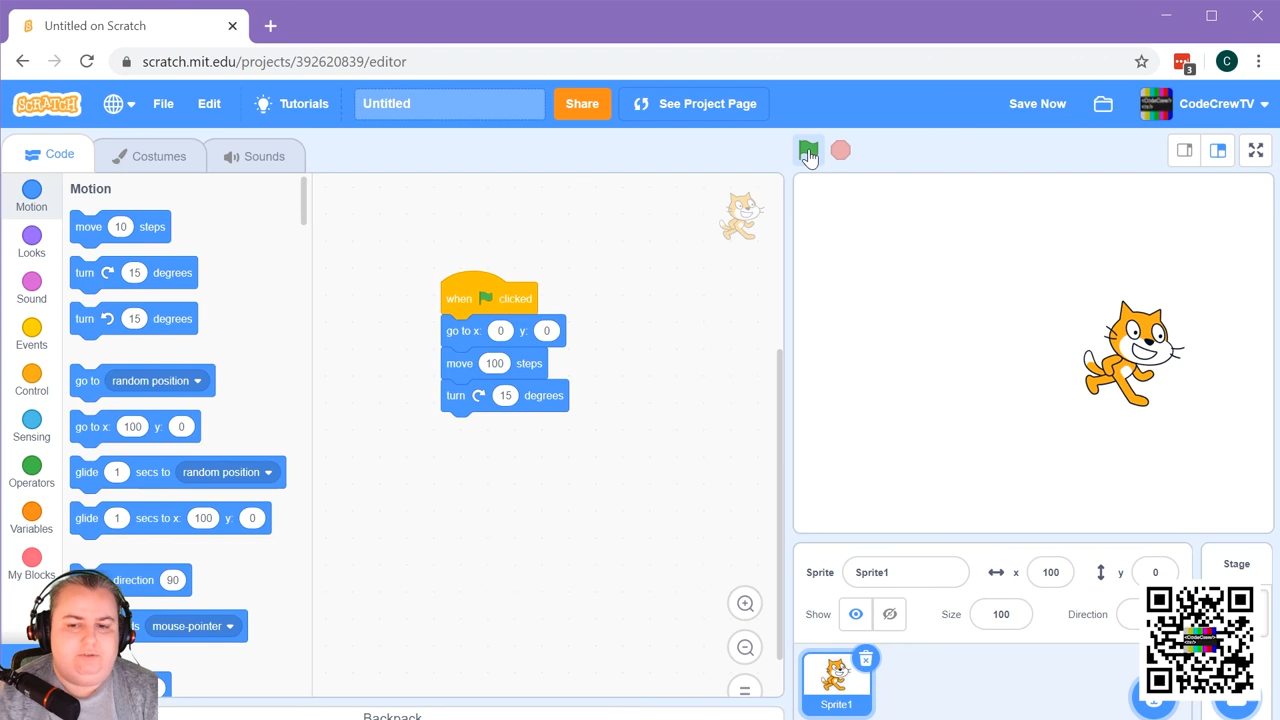 Untitled on Scratch
scratch.mit.edu/projects/392620839/editor
3
C
SCRATCH
File
Edit
Tutorials
Untitled
Share
See Project Page
Save Now
CodeCrewTV
Code
Costumes
Sounds
Motion
Looks
Sound
Events
Control
Sensing
Operators
Variables
My Blocks
Motion
move 10 steps
turn 15 degrees
turn 15 degrees
go to random position
go to x: 100 y: 0
glide 1 secs to random position
glide 1 secs to x: 100 y: 0
direction 90
mouse-pointer
when clicked
go to x: 0 y: 0
move 100 steps
turn 15 degrees
Sprite Sprite1 x 100 y 0
Show Size 100 Direction
Stage
Sprite1
Backpack